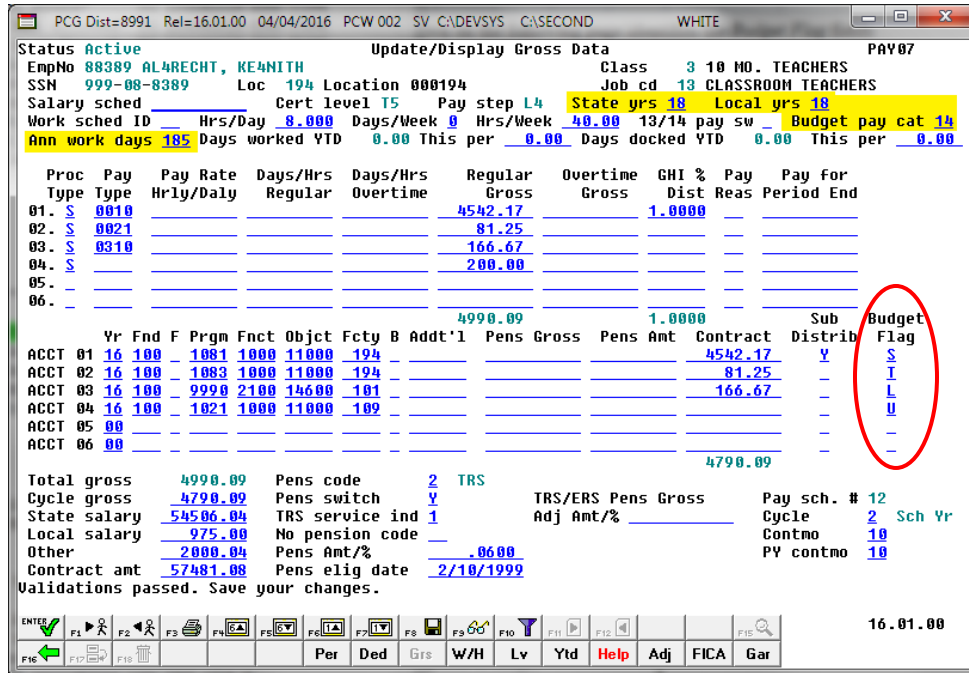 PCG Dist=8991 Rel=16.01.00 04/04/2016 PCW 002 SV C:\DEVSYS C:\SECOND WHITE
Status Active Update/Display Gross Data PAY07
EmpNo 88389 AL4RECHT, KE4NITH Class 3 10 MO. TEACHERS
SSN 999-08-8389 Loc 194 Location 000194 Job cd 13 CLASSROOM TEACHERS
Salary sched Cert level T5 Pay step L4 State yrs 18 Local yrs 18
Work sched ID Hrs/Day 8.000 Days/Week 0 Hrs/Week 40.00 13/14 pay sw Budget pay cat 14
Ann work days 185 Days worked YTD 0.00 This per 0.00 Days docked YTD 0.00 This per 0.00
Proc Pay Pay Rate Days/Hrs Days/Hrs Regular Overtime GHI % Pay Pay for
Type Type Hrly/Daly Regular Overtime Gross Gross Dist Reas Period End
01. S 0010 4542.17 1.0000
02. S 0021 81.25
03. S 0310 166.67
04. S 200.00
05.
06.
4990.09 1.0000 Sub Budget
Yr Fnd F Prgm Fnct Objct Fcty B Addt'l Pens Gross Pens Amt Contract Distrib Flag
ACCT 01 16 100 1081 1000 11000 194 4542.17 Y S
ACCT 02 16 100 1083 1000 11000 194 81.25 T
ACCT 03 16 100 9990 2100 14600 101 166.67 L
ACCT 04 16 100 1021 1000 11000 109 U
ACCT 05 00
ACCT 06 00
4790.09
Total gross 4990.09 Pens code 2 TRS
Cycle gross 4790.09 Pens switch Y TRS/ERS Pens Gross Pay sch. # 12
State salary 54506.04 TRS service ind 1 Adj Amt/% Cycle 2 Sch Yr
Local salary 975.00 No pension code Contmo 10
Other 2000.04 Pens Amt/% .0600 PY contmo 10
Contract amt 57481.08 Pens elig date 2/10/1999
Validations passed. Save your changes.
ENTER F1 F2 F3 F4 F5 F6 F7 F8 F9 F10 F11 F12 F15 16.01.00
F16 F17 F18 Per Ded Grs W/H Lv Ytd Help Adj FICA Gar